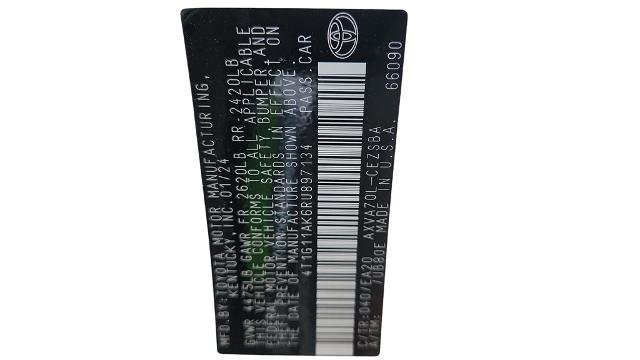 MFD.BY:TOYOTA MOTOR MANUFACTURING,
KENTUCKY, INC. 01/24
GVWR 4475LB GAWR FR 2620LB RR 2420LB
THIS VEHICLE CONFORMS TO ALL APPLICABLE
FEDERAL MOTOR VEHICLE SAFETY, BUMPER, AND
THEFT PREVENTION STANDARDS IN EFFECT ON
THE DATE OF MANUFACTURE SHOWN ABOVE.
4T1G11AK6RU897134 PASS.CAR
C/TR:040/EA20 AXVA70L-CEZSBA
A/TM: /UB80E MADE IN U.S.A. 66090